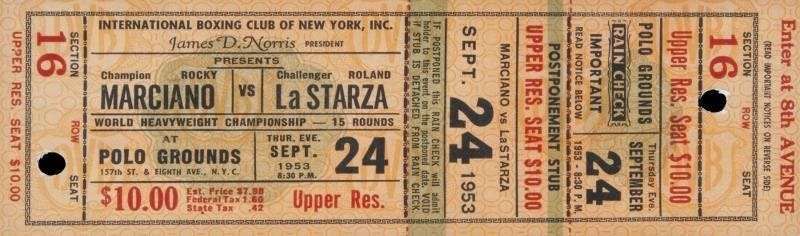 SECTION
16
ROW
SEAT
UPPER RES. SEAT $10.00
INTERNATIONAL BOXING CLUB OF NEW YORK, INC.
James D. Norris PRESIDENT
PRESENTS
Champion ROCKY
MARCIANO
VS
Challenger ROLAND
LaSTARZA
WORLD HEAVYWEIGHT CHAMPIONSHIP — 15 ROUNDS
AT
POLO GROUNDS
157th ST. & EIGHTH AVE., N.Y.C.
THUR. EVE.
SEPT.
1953
8:30 P.M.
24
$10.00
Est. Price $7.98
Federal Tax 1.60
State Tax .42
Upper Res.
IF POSTPONED this RAIN CHECK will admit
holder to this event on the postponed date. VOID
IF STUB IS DETACHED FROM RAIN CHECK.
SEPT.
24
1953
MARCIANO vs LaSTARZA
UPPER RES. SEAT $10.00
POSTPONEMENT STUB
IMPORTANT
READ NOTICE BELOW
RAIN CHECK
POLO GROUNDS
24
Thursday Eve.
SEPTEMBER
1953 - 8:30 P.M.
Upper Res. Seat $10.00
SECTION
16
ROW
SEAT
(READ IMPORTANT NOTICES ON REVERSE SIDE)
Enter at 8th AVENUE